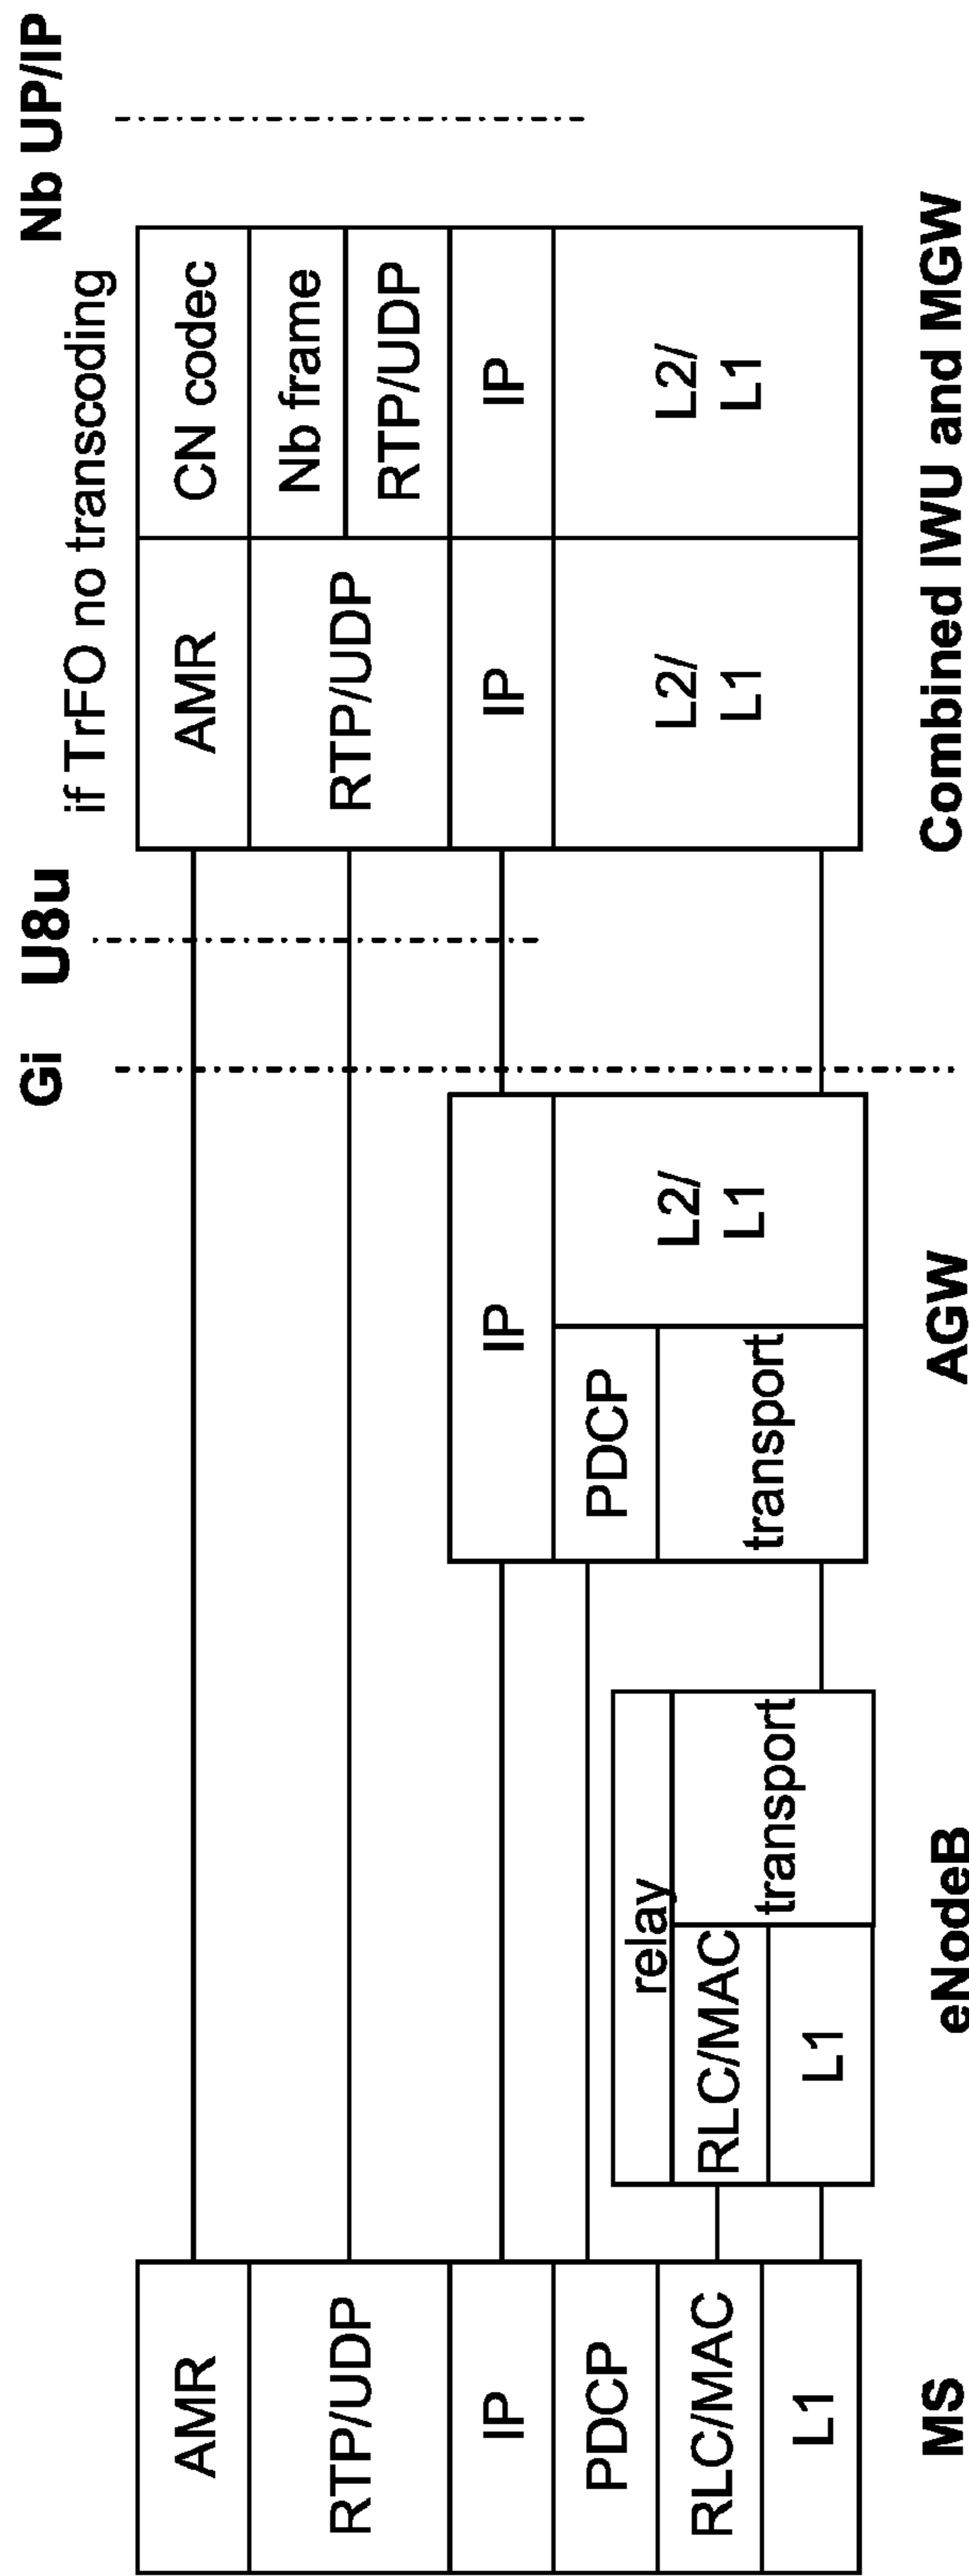 Gi U8u Nb UP/IP
if TrFO no transcoding
AMR
RTP/UDP
IP
PDCP
RLC/MAC
L1
MS
relay
RLC/MAC
L1
transport
eNodeB
IP
PDCP
transport
L2/
L1
AGW
AMR
RTP/UDP
IP
L2/
L1
CN codec
Nb frame
RTP/UDP
IP
L2/
L1
Combined IWU and MGW